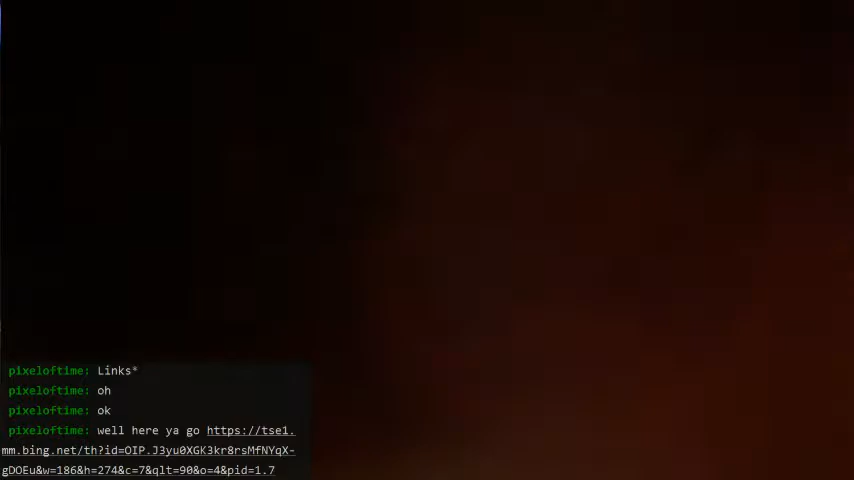 pixeloftime: Links*
pixeloftime: oh
pixeloftime: ok
pixeloftime: well here ya go https://tse1.
mm.bing.net/th?id=OIP.J3yu0XGK3kr8rsMfNYqX-
gDOEu&w=186&h=274&c=7&qlt=90&o=4&pid=1.7